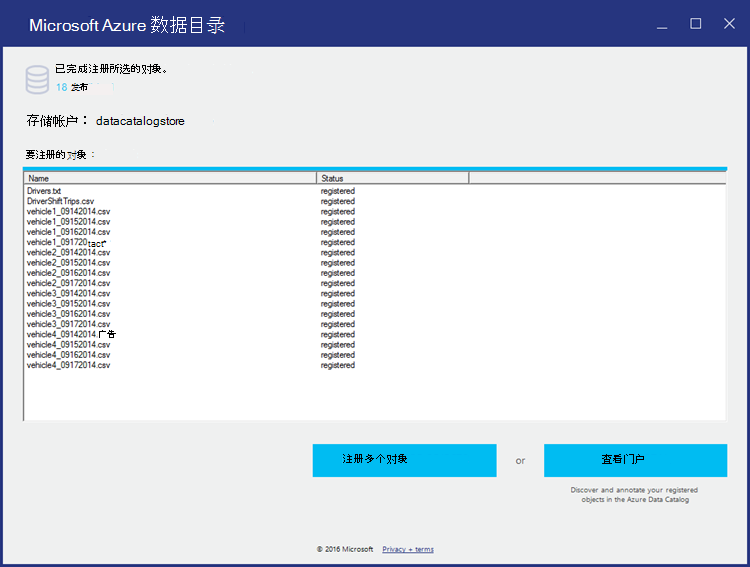 Microsoft Azure 数据目录
已完成注册所选的对象。
18 发布
存储帐户： datacatalogstore
要注册的对象：
Name Status
Drivers.txt registered
DriverShiftTrips.csv registered
vehicle1_09142014.csv registered
vehicle1_09152014.csv registered
vehicle1_09162014.csv registered
vehicle1_091720tact* registered
vehicle2_09142014.csv registered
vehicle2_09152014.csv registered
vehicle2_09162014.csv registered
vehicle2_09172014.csv registered
vehicle3_09142014.csv registered
vehicle3_09152014.csv registered
vehicle3_09162014.csv registered
vehicle3_09172014.csv registered
vehicle4_09142014.广告 registered
vehicle4_09152014.csv registered
vehicle4_09162014.csv registered
vehicle4_09172014.csv registered
注册多个对象 or 查看门户
Discover and annotate your registered
objects in the Azure Data Catalog
© 2016 Microsoft Privacy + terms